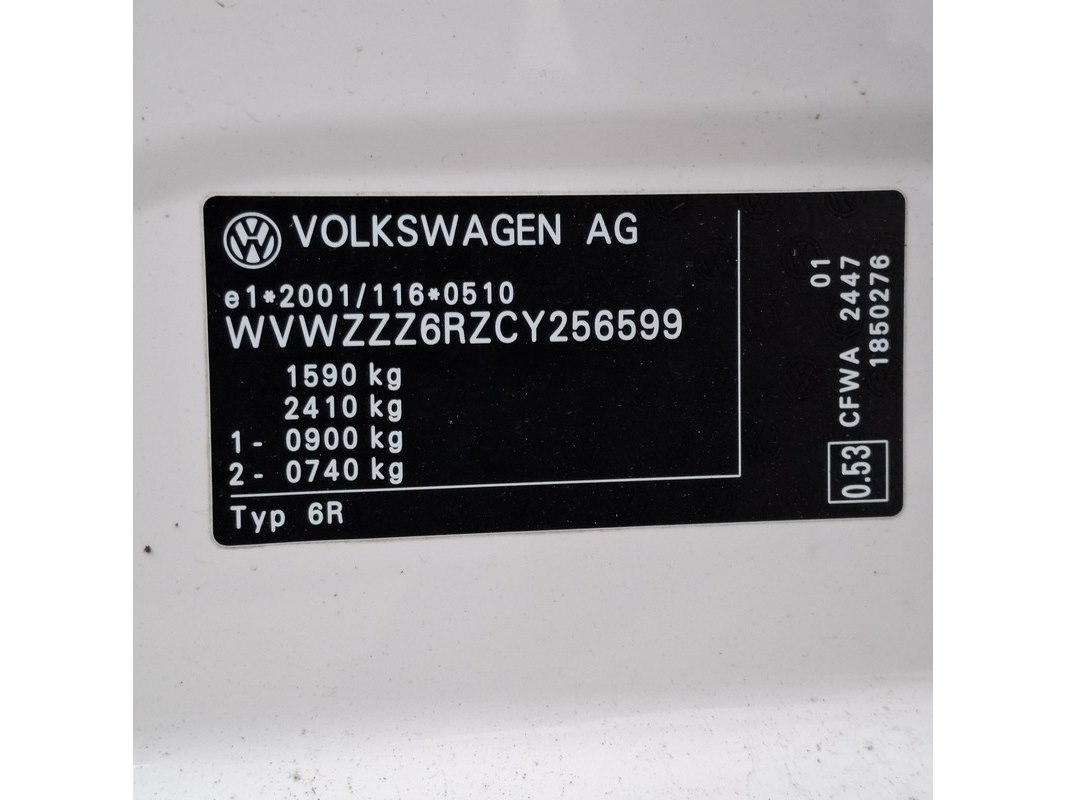 VOLKSWAGEN AG
e1*2001/116*0510
WVWZZZ6RZCY256599
1590 kg
2410 kg
1- 0900 kg
2- 0740 kg
Typ 6R
01
0.53 CFWA 2447
1850276